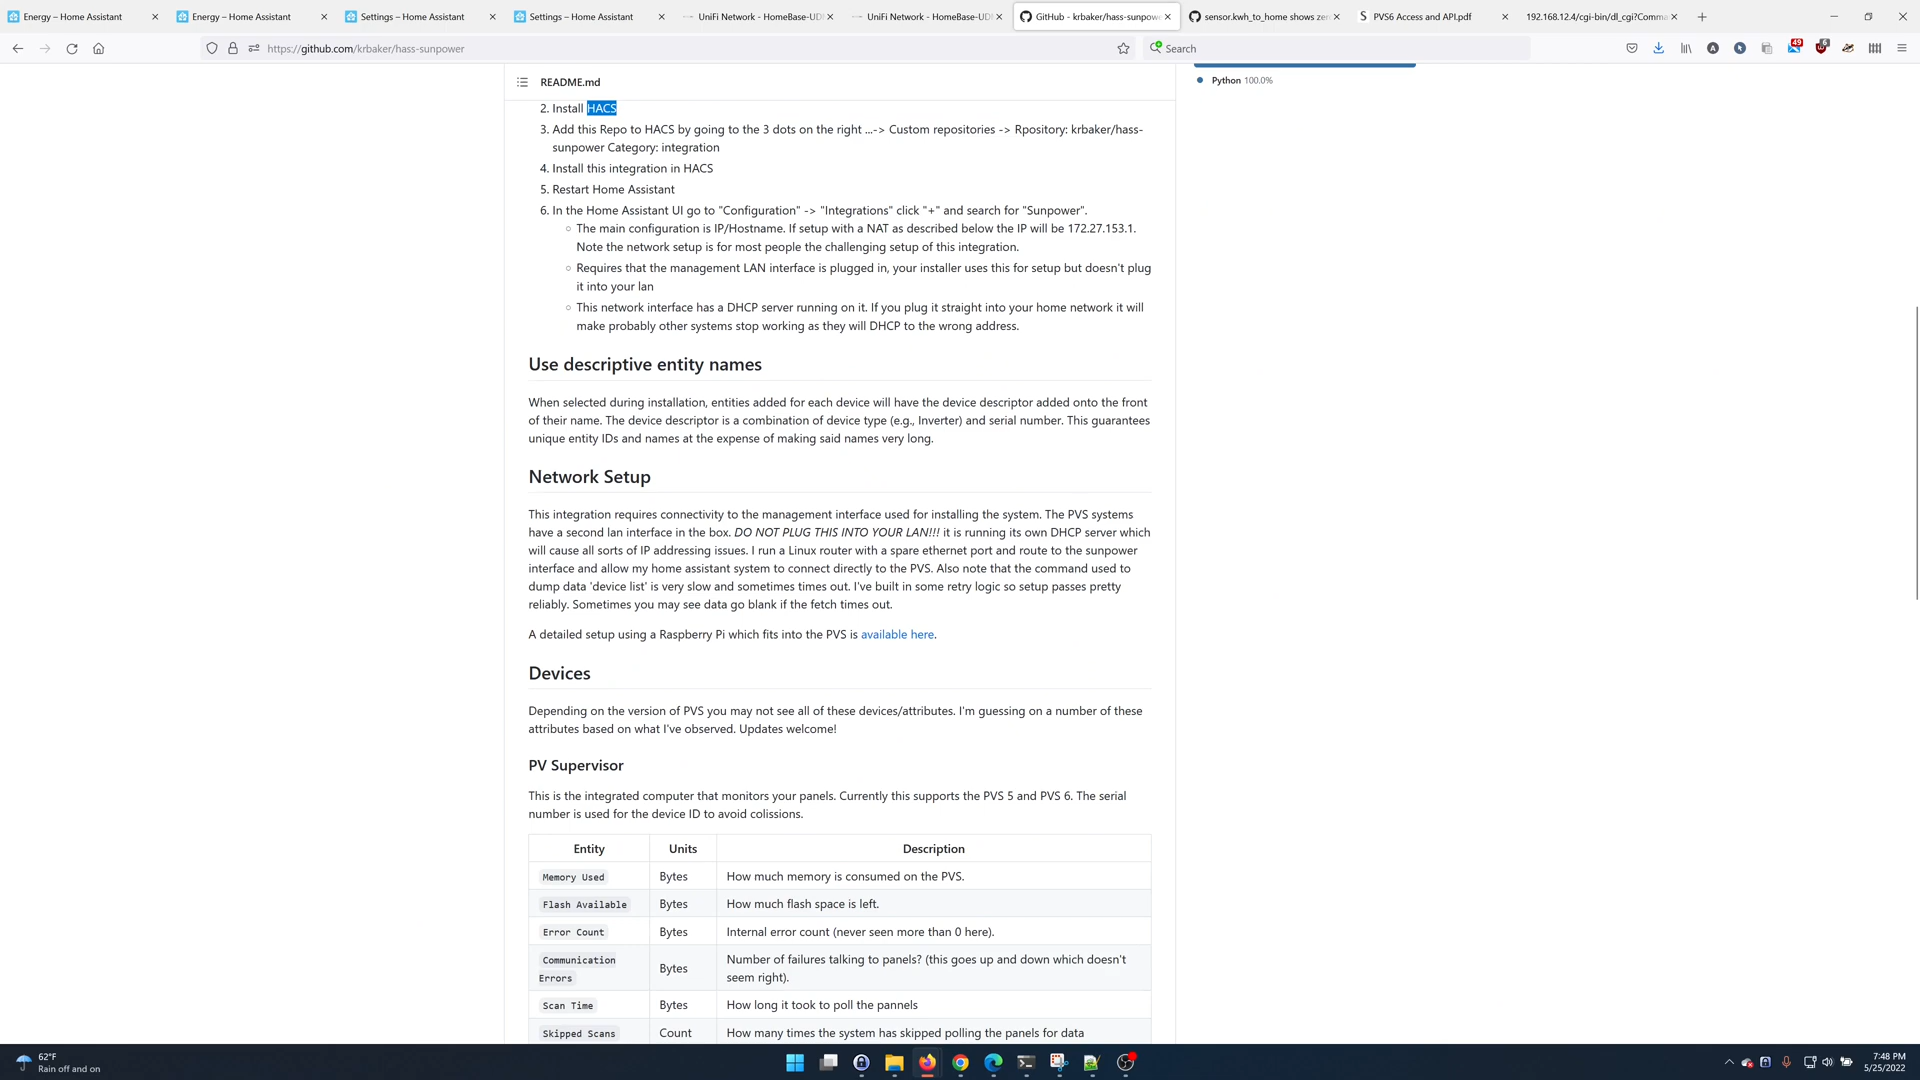 Energy – Home Assistant
Energy – Home Assistant
Settings – Home Assistant
Settings – Home Assistant
UniFi Network - HomeBase-UDM
UniFi Network - HomeBase-UDM
GitHub - krbaker/hass-sunpower
sensor.kwh_to_home shows zer
PVS6 Access and API.pdf
192.168.12.4/cgi-bin/dl_cgi?Comma
https://github.com/krbaker/hass-sunpower
Search
49
6
README.md
Python 100.0%
2. Install HACS
3. Add this Repo to HACS by going to the 3 dots on the right ...-> Custom repositories -> Rpository: krbaker/hass-
sunpower Category: integration
4. Install this integration in HACS
5. Restart Home Assistant
6. In the Home Assistant UI go to "Configuration" -> "Integrations" click "+" and search for "Sunpower".
The main configuration is IP/Hostname. If setup with a NAT as described below the IP will be 172.27.153.1.
Note the network setup is for most people the challenging setup of this integration.
Requires that the management LAN interface is plugged in, your installer uses this for setup but doesn't plug
it into your lan
This network interface has a DHCP server running on it. If you plug it straight into your home network it will
make probably other systems stop working as they will DHCP to the wrong address.
Use descriptive entity names
When selected during installation, entities added for each device will have the device descriptor added onto the front
of their name. The device descriptor is a combination of device type (e.g., Inverter) and serial number. This guarantees
unique entity IDs and names at the expense of making said names very long.
Network Setup
This integration requires connectivity to the management interface used for installing the system. The PVS systems
have a second lan interface in the box. DO NOT PLUG THIS INTO YOUR LAN!!! it is running its own DHCP server which
will cause all sorts of IP addressing issues. I run a Linux router with a spare ethernet port and route to the sunpower
interface and allow my home assistant system to connect directly to the PVS. Also note that the command used to
dump data 'device list' is very slow and sometimes times out. I've built in some retry logic so setup passes pretty
reliably. Sometimes you may see data go blank if the fetch times out.
A detailed setup using a Raspberry Pi which fits into the PVS is available here.
Devices
Depending on the version of PVS you may not see all of these devices/attributes. I'm guessing on a number of these
attributes based on what I've observed. Updates welcome!
PV Supervisor
This is the integrated computer that monitors your panels. Currently this supports the PVS 5 and PVS 6. The serial
number is used for the device ID to avoid colissions.
Entity Units Description
Memory Used Bytes How much memory is consumed on the PVS.
Flash Available Bytes How much flash space is left.
Error Count Bytes Internal error count (never seen more than 0 here).
Communication Errors Bytes Number of failures talking to panels? (this goes up and down which doesn't
seem right).
Scan Time Bytes How long it took to poll the pannels
Skipped Scans Count How many times the system has skipped polling the panels for data
62°F
Rain off and on
7:48 PM
5/25/2022